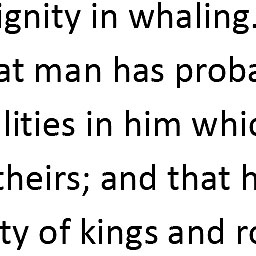 ignity in whaling.
at man has proba
lities in him whic
theirs; and that h
ty of kings and ro